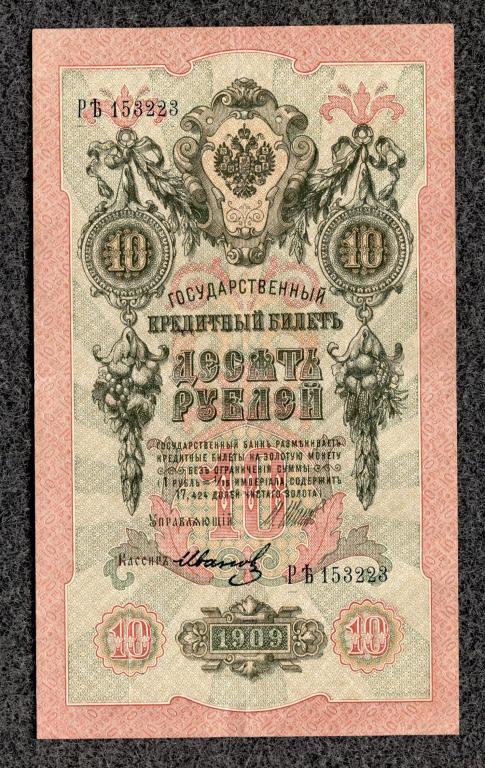 РѢ 153223
10 10
ГОСУДАРСТВЕННЫЙ
КРЕДИТНЫЙ БИЛЕТЪ
ДЕСЯТЬ
РУБЛЕЙ
ГОСУДАРСТВЕННЫЙ БАНКЪ РАЗМѢНИВАЕТЪ
КРЕДИТНЫЕ БИЛЕТЫ НА ЗОЛОТУЮ МОНЕТУ
БЕЗЪ ОГРАНИЧЕНІЯ СУММЫ
(1 РУБЛЬ = 1/15 ИМПЕРІАЛА, СОДЕРЖИТЪ
17,424 ДОЛЕЙ ЧИСТАГО ЗОЛОТА)
10
УПРАВЛЯЮЩІЙ
КАССИРЪ Ивановъ
РѢ 153223
10 1909 10